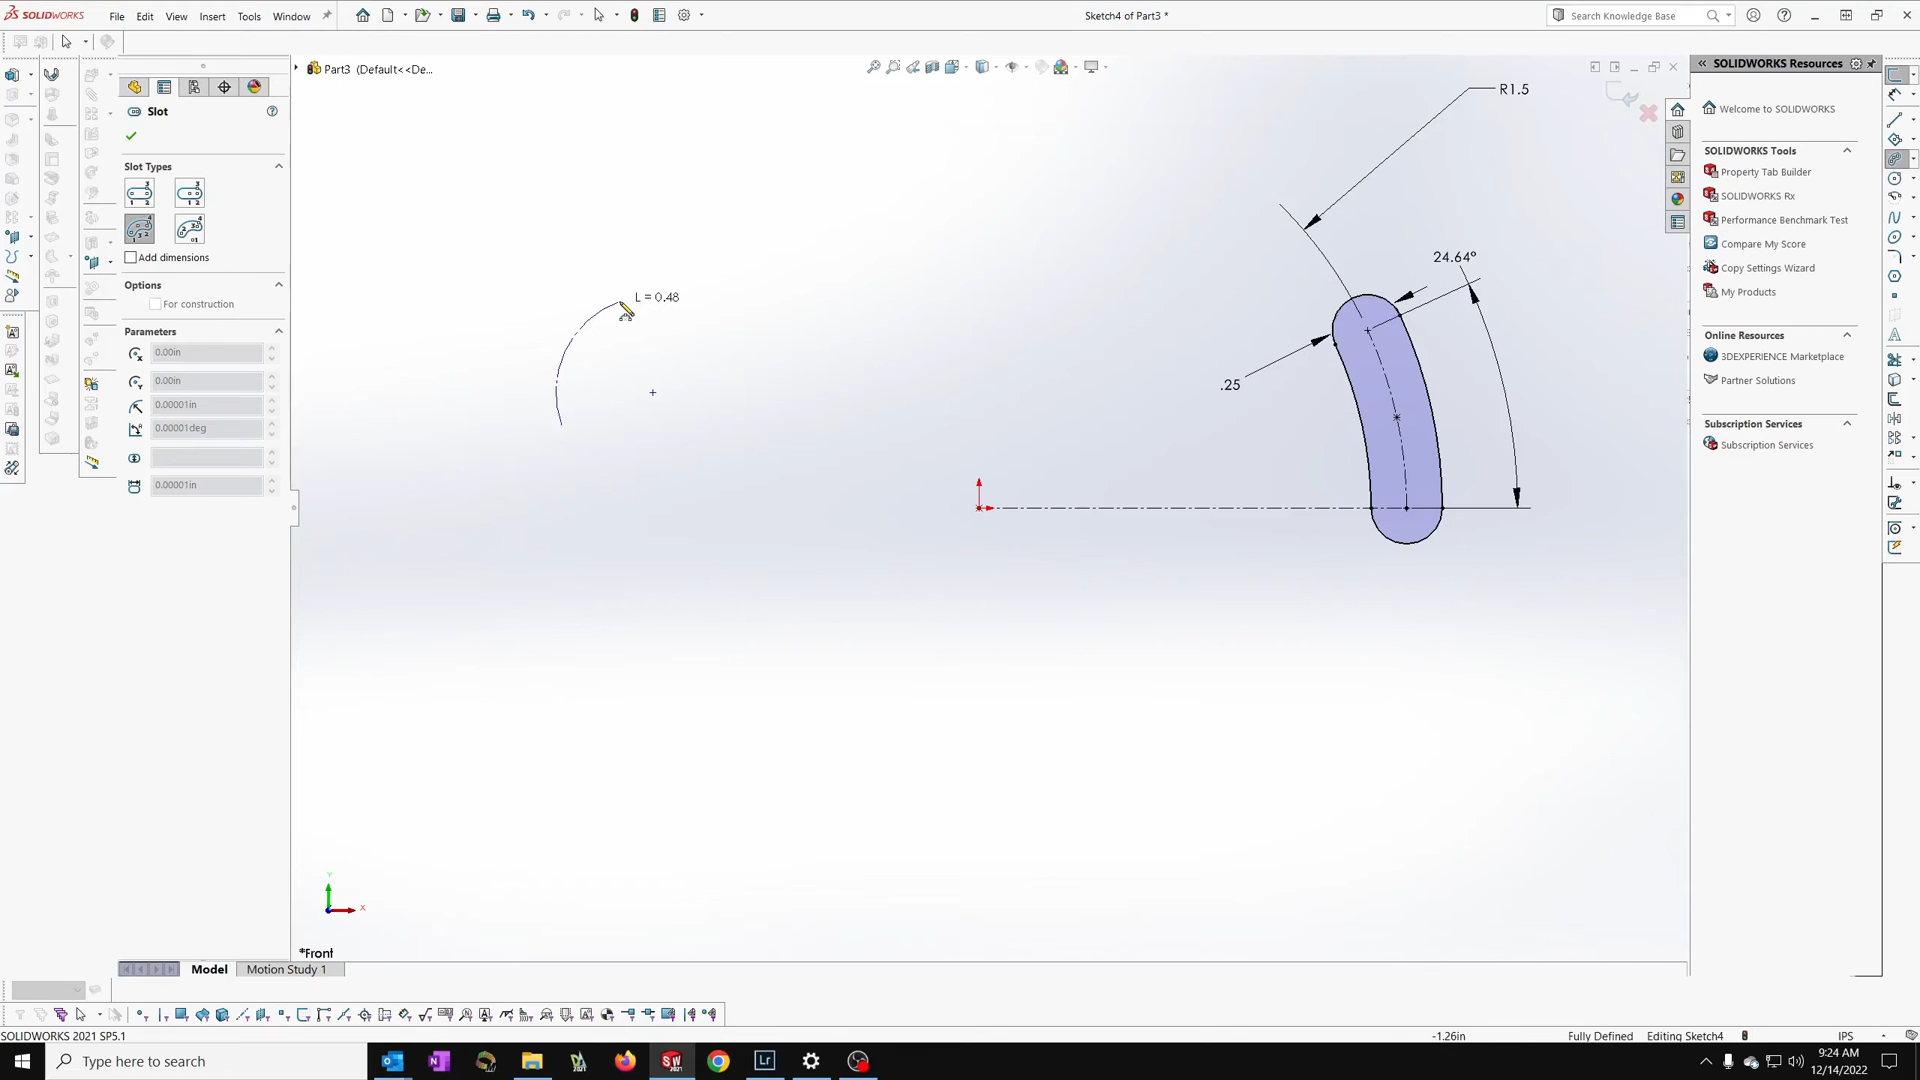 SOLIDWORKS
File
Edit
View
Insert
Tools
Window
Sketch4 of Part3 *
Search Knowledge Base
Part3 (Default<<De...
SOLIDWORKS Resources
Slot
Slot Types
Add dimensions
Options
For construction
Parameters
0.00in
0.00in
0.00001in
0.00001deg
0.00001in
L = 0.48
R1.5
24.64°
.25
Welcome to SOLIDWORKS
SOLIDWORKS Tools
Property Tab Builder
SOLIDWORKS Rx
Performance Benchmark Test
Compare My Score
Copy Settings Wizard
My Products
Online Resources
3DEXPERIENCE Marketplace
Partner Solutions
Subscription Services
Subscription Services
Y
X
*Front
Model
Motion Study 1
SOLIDWORKS 2021 SP5.1
-1.26in
Fully Defined
Editing Sketch4
IPS
Type here to search
9:24 AM
12/14/2022